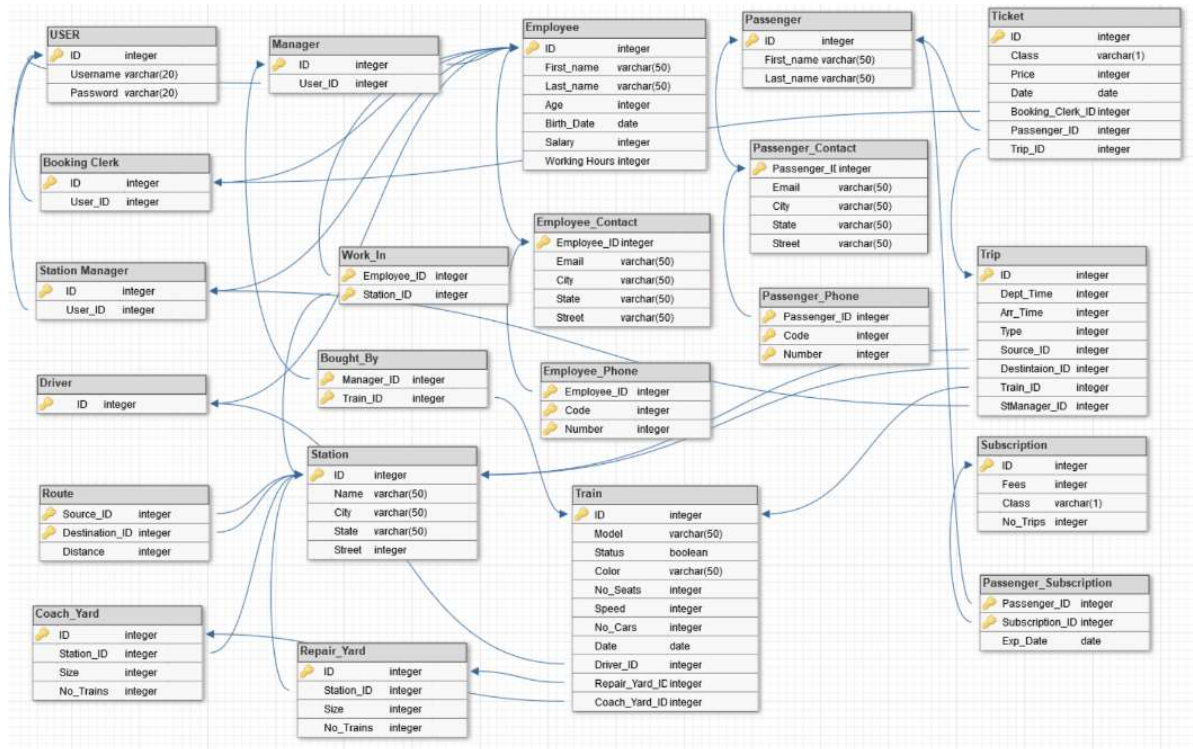 USER
ID integer
Username varchar(20)
Password varchar(20)
Manager
ID integer
User_ID integer
Employee
ID integer
First_name varchar(50)
Last_name varchar(50)
Age integer
Birth_Date date
Salary integer
Working Hours integer
Passenger
ID integer
First_name varchar(50)
Last_name varchar(50)
Ticket
ID integer
Class varchar(1)
Price integer
Date date
Booking_Clerk_ID integer
Passenger_ID integer
Trip_ID integer
Booking Clerk
ID integer
User_ID integer
Passenger_Contact
Passenger_ID integer
Email varchar(50)
City varchar(50)
State varchar(50)
Street varchar(50)
Employee_Contact
Employee_ID integer
Email varchar(50)
City varchar(50)
State varchar(50)
Street varchar(50)
Work_In
Employee_ID integer
Station_ID integer
Station Manager
ID integer
User_ID integer
Trip
ID integer
Dept_Time integer
Arr_Time integer
Type integer
Source_ID integer
Destintaion_ID integer
Train_ID integer
StManager_ID integer
Passenger_Phone
Passenger_ID integer
Code integer
Number integer
Bought_By
Manager_ID integer
Train_ID integer
Employee_Phone
Employee_ID integer
Code integer
Number integer
Driver
ID integer
Station
ID integer
Name varchar(50)
City varchar(50)
State varchar(50)
Street integer
Subscription
ID integer
Fees integer
Class varchar(1)
No_Trips integer
Route
Source_ID integer
Destination_ID integer
Distance integer
Train
ID integer
Model varchar(50)
Status boolean
Color varchar(50)
No_Seats integer
Speed integer
No_Cars integer
Date date
Driver_ID integer
Repair_Yard_ID integer
Coach_Yard_ID integer
Passenger_Subscription
Passenger_ID integer
Subscription_ID integer
Exp_Date date
Coach_Yard
ID integer
Station_ID integer
Size integer
No_Trains integer
Repair_Yard
ID integer
Station_ID integer
Size integer
No_Trains integer